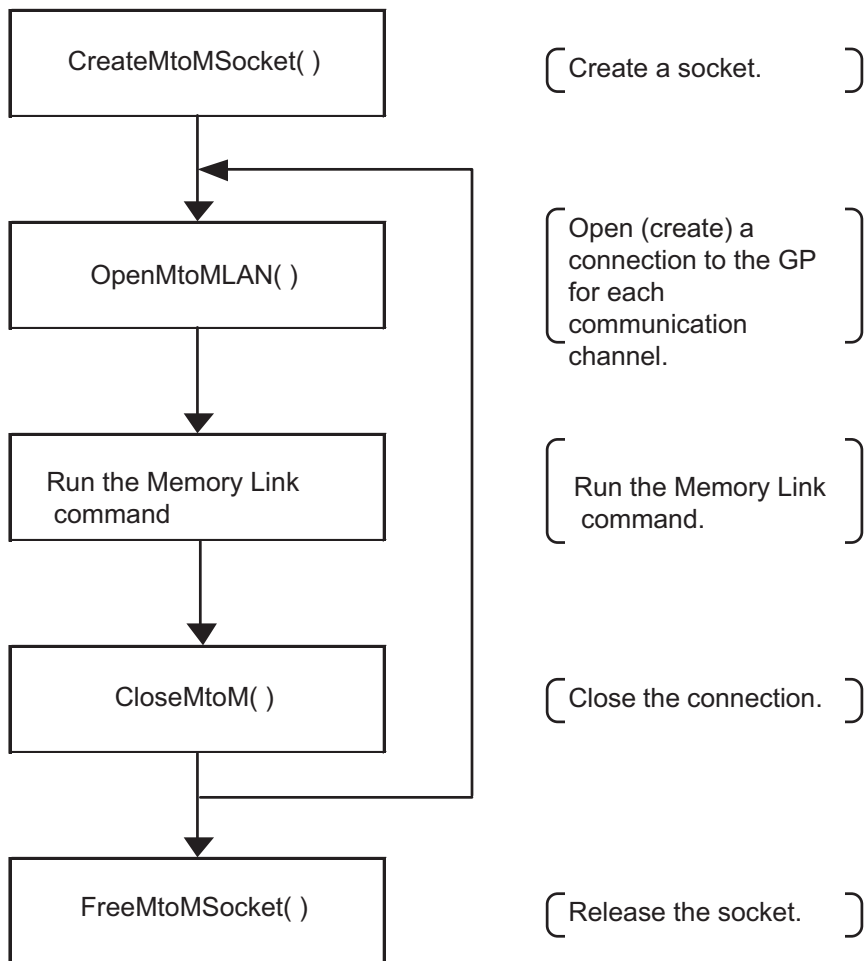 CreateMtoMSocket( )
Create a socket.
OpenMtoMLAN( )
Open (create) a
connection to the GP
for each
communication
channel.
Run the Memory Link
command
Run the Memory Link
command.
CloseMtoM( )
Close the connection.
FreeMtoMSocket( )
Release the socket.